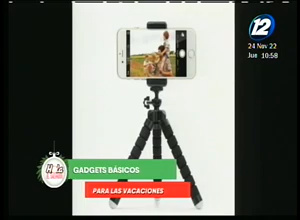 12
24 Nov 22
Jue 10:58
GADGETS BÁSICOS
PARA LAS VACACIONES